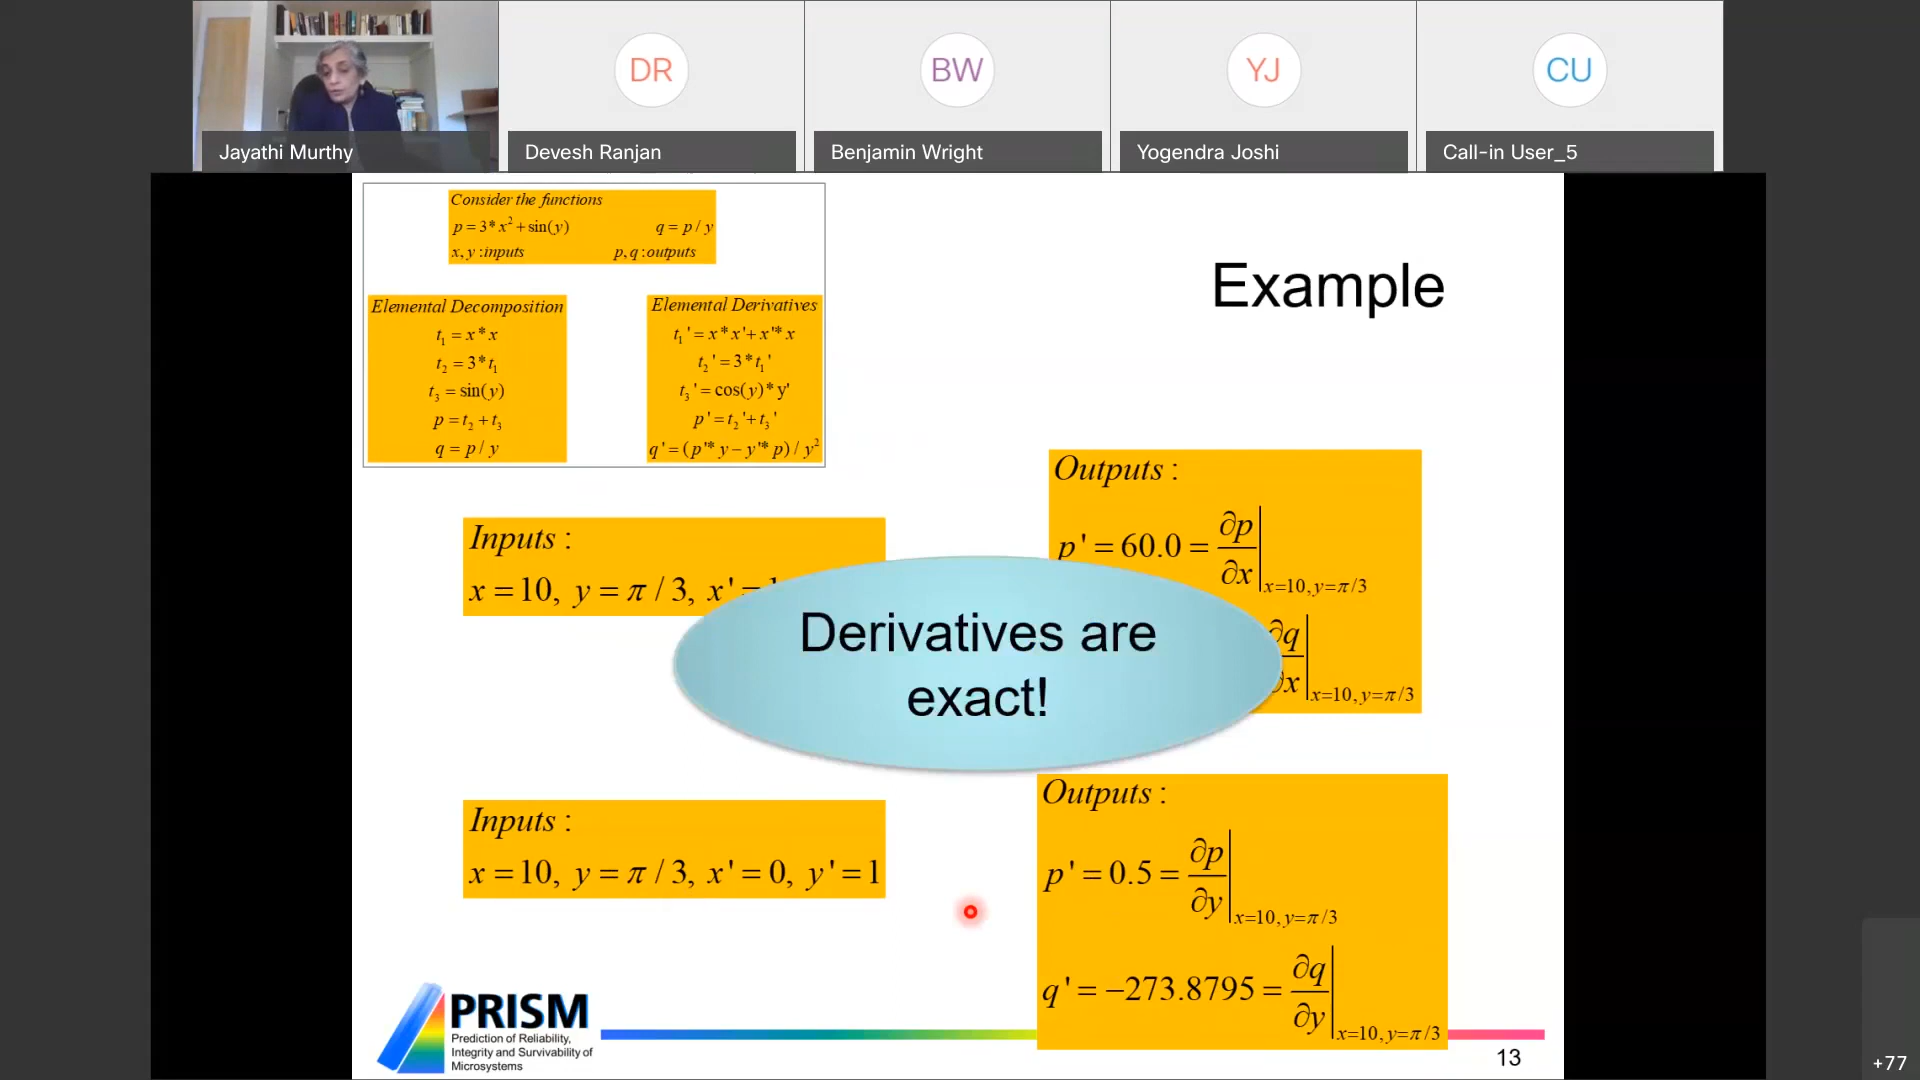 DR
BW
YJ
CU
Jayathi Murthy
Devesh Ranjan
Benjamin Wright
Yogendra Joshi
Call-in User_5
Consider the functions
p = 3* x² + sin(y) q = p / y
x, y : inputs p, q : outputs
Example
Elemental Decomposition
t₁ = x * x
t₂ = 3* t₁
t₃ = sin(y)
p = t₂ + t₃
q = p / y
Elemental Derivatives
t₁' = x * x' + x'* x
t₂' = 3* t₁'
t₃' = cos(y)* y'
p' = t₂' + t₃'
q' = (p'* y − y'* p) / y²
Inputs :
x = 10, y = π / 3, x' = 1
Outputs :
p' = 60.0 = ∂p/∂x |x=10, y=π/3
∂q/∂x |x=10, y=π/3
Derivatives are
exact!
Inputs :
x = 10, y = π / 3, x' = 0, y' = 1
Outputs :
p' = 0.5 = ∂p/∂y |x=10, y=π/3
q' = −273.8795 = ∂q/∂y |x=10, y=π/3
PRISM
Prediction of Reliability,
Integrity and Survivability of
Microsystems
13
+77